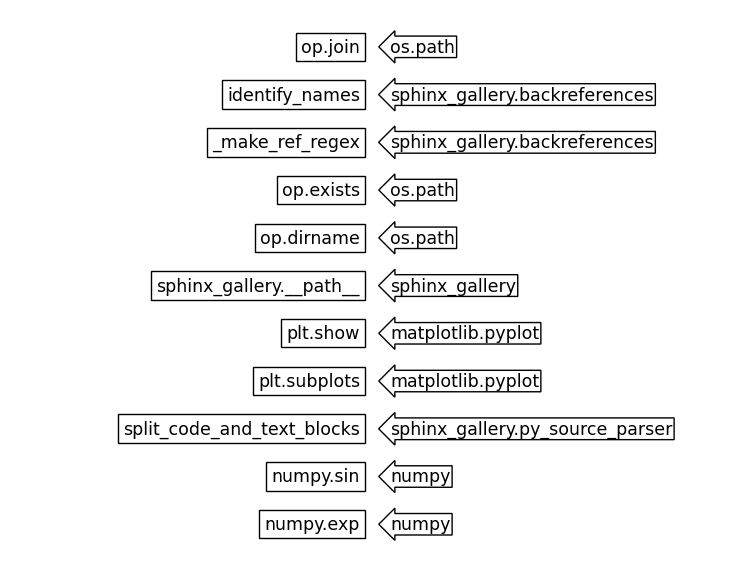 op.join os.path
identify_names sphinx_gallery.backreferences
_make_ref_regex sphinx_gallery.backreferences
op.exists os.path
op.dirname os.path
sphinx_gallery.__path__ sphinx_gallery
plt.show matplotlib.pyplot
plt.subplots matplotlib.pyplot
split_code_and_text_blocks sphinx_gallery.py_source_parser
numpy.sin numpy
numpy.exp numpy